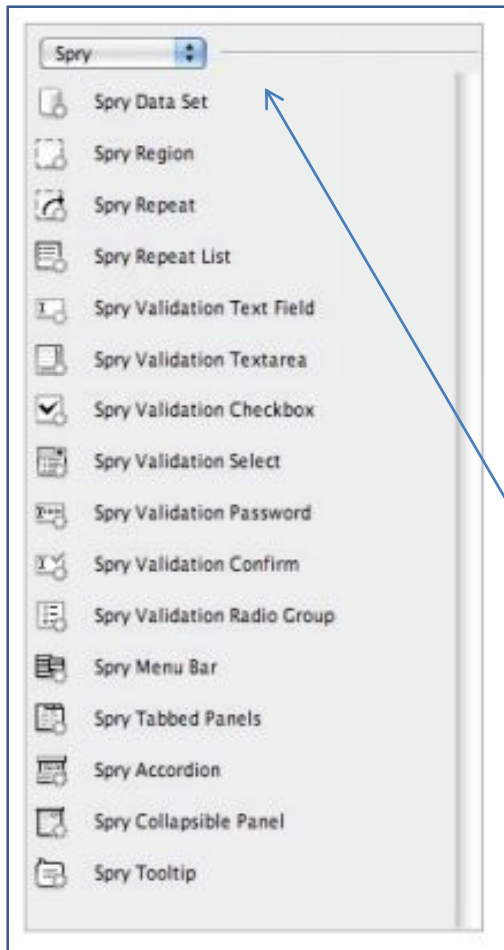 Spry
Spry Data Set
Spry Region
Spry Repeat
Spry Repeat List
Spry Validation Text Field
Spry Validation Textarea
Spry Validation Checkbox
Spry Validation Select
Spry Validation Password
Spry Validation Confirm
Spry Validation Radio Group
Spry Menu Bar
Spry Tabbed Panels
Spry Accordion
Spry Collapsible Panel
Spry Tooltip